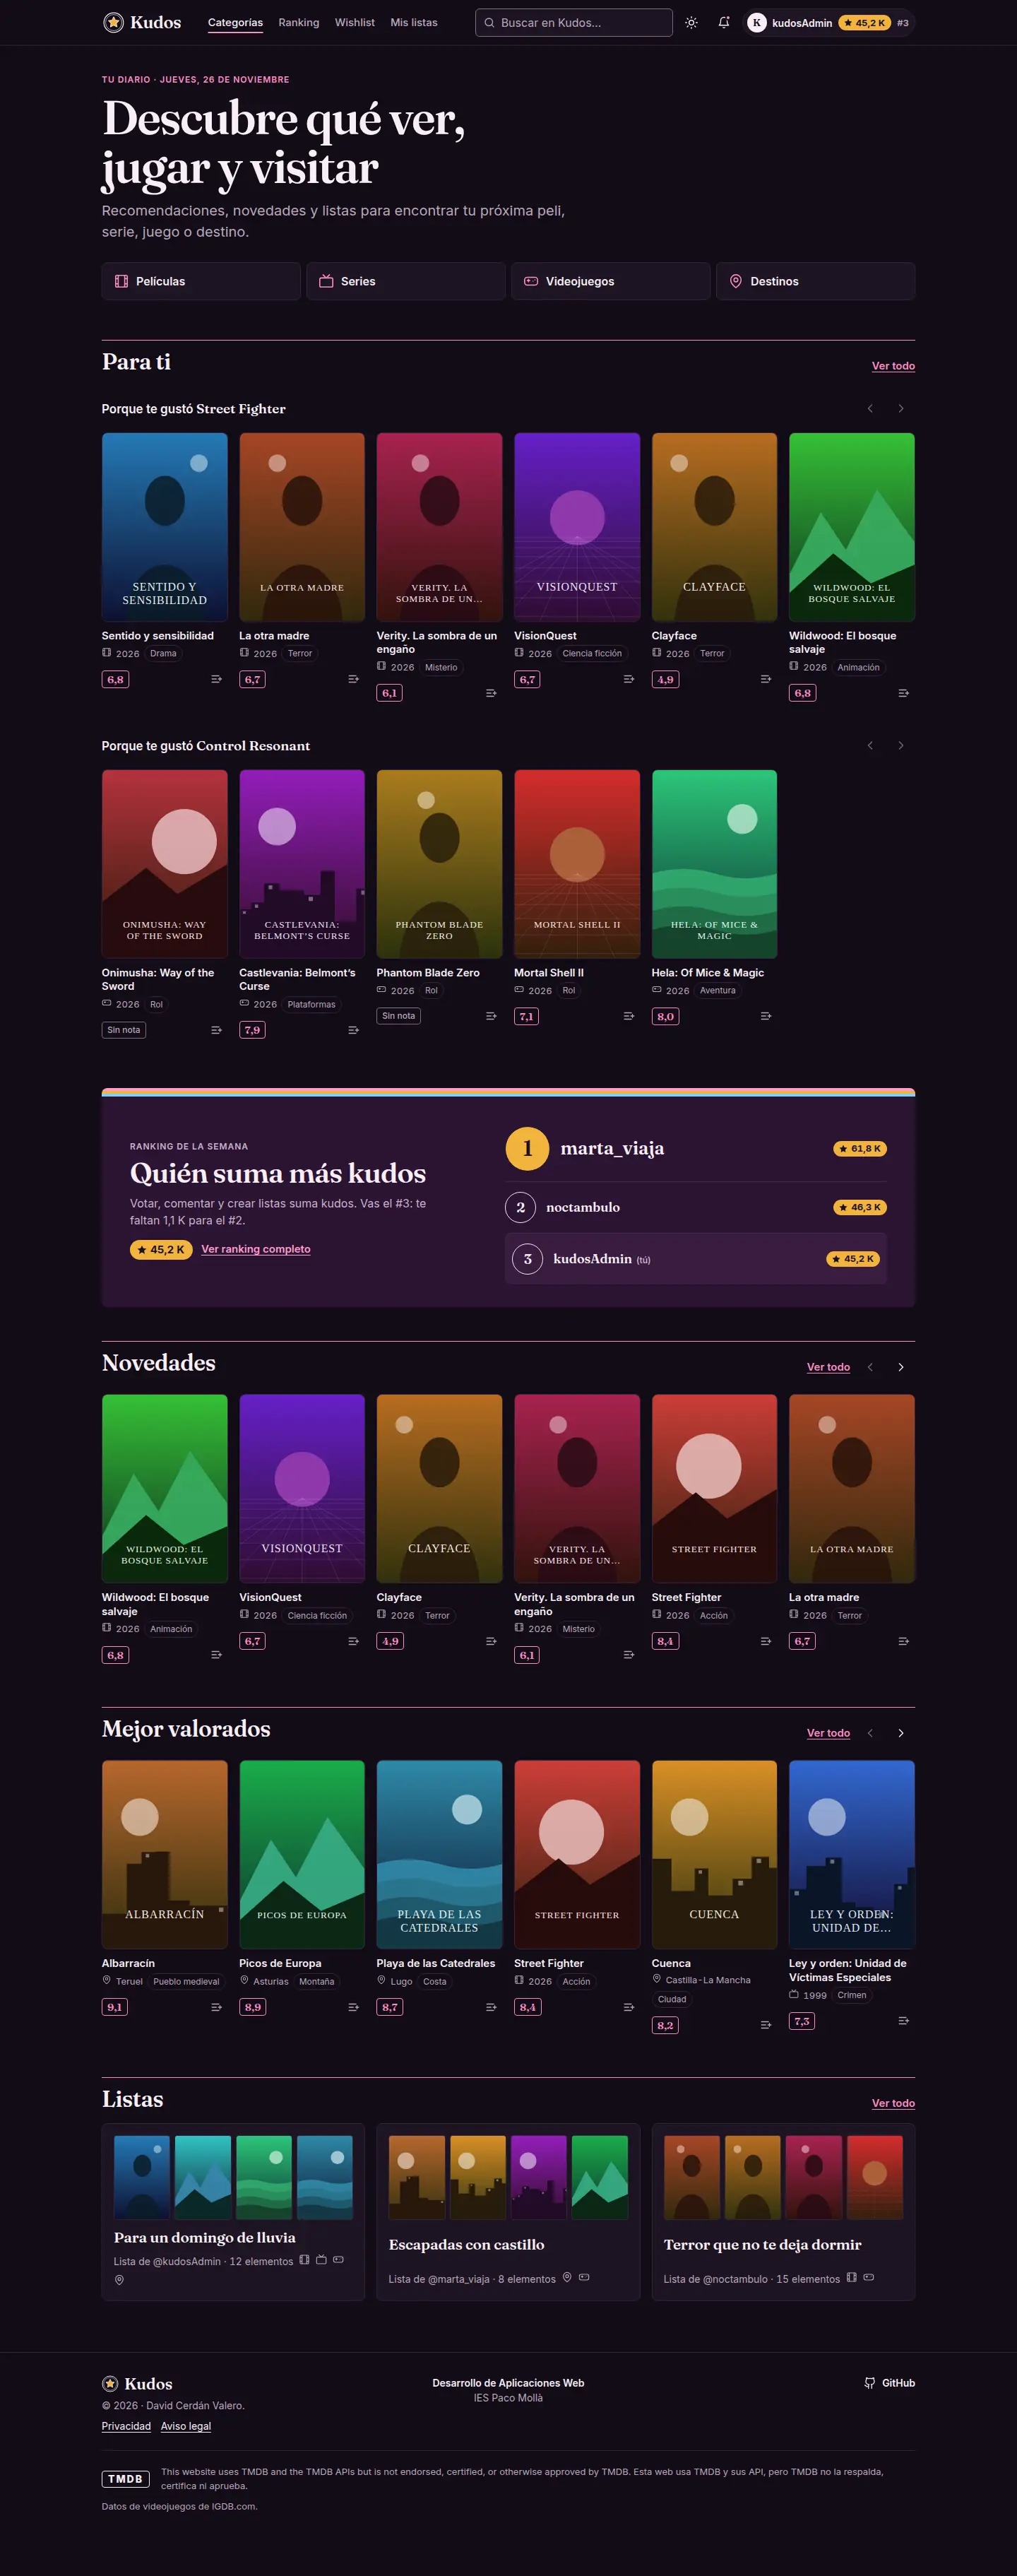 Kudos
Categorías
Ranking
Wishlist
Mis listas
Buscar en Kudos...
K
kudosAdmin
45,2 K
#3
TU DIARIO · JUEVES, 26 DE NOVIEMBRE
Descubre qué ver,
jugar y visitar
Recomendaciones, novedades y listas para encontrar tu próxima peli,
serie, juego o destino.
Películas
Series
Videojuegos
Destinos
Para ti
Ver todo
Porque te gustó Street Fighter
SENTIDO Y
SENSIBILIDAD
LA OTRA MADRE
VERITY. LA
SOMBRA DE UN...
VISIONQUEST
CLAYFACE
WILDWOOD: EL
BOSQUE SALVAJE
Sentido y sensibilidad
2026 Drama
6,8
La otra madre
2026 Terror
6,7
Verity. La sombra de un
engaño
2026 Misterio
6,1
VisionQuest
2026 Ciencia ficción
6,7
Clayface
2026 Terror
4,9
Wildwood: El bosque
salvaje
2026 Animación
6,8
Porque te gustó Control Resonant
ONIMUSHA: WAY
OF THE SWORD
CASTLEVANIA:
BELMONT'S CURSE
PHANTOM BLADE
ZERO
MORTAL SHELL II
HELA: OF MICE &
MAGIC
Onimusha: Way of the
Sword
2026 Rol
Sin nota
Castlevania: Belmont's
Curse
2026 Plataformas
7,9
Phantom Blade Zero
2026 Rol
Sin nota
Mortal Shell II
2026 Rol
7,1
Hela: Of Mice & Magic
2026 Aventura
8,0
RANKING DE LA SEMANA
Quién suma más kudos
Votar, comentar y crear listas suma kudos. Vas el #3: te
faltan 1,1 K para el #2.
45,2 K
Ver ranking completo
1 marta_viaja 61,8 K
2 noctambulo 46,3 K
3 kudosAdmin (tú) 45,2 K
Novedades
Ver todo
WILDWOOD: EL
BOSQUE SALVAJE
VISIONQUEST
CLAYFACE
VERITY. LA
SOMBRA DE UN...
STREET FIGHTER
LA OTRA MADRE
Wildwood: El bosque
salvaje
2026 Animación
6,8
VisionQuest
2026 Ciencia ficción
6,7
Clayface
2026 Terror
4,9
Verity. La sombra de un
engaño
2026 Misterio
6,1
Street Fighter
2026 Acción
8,4
La otra madre
2026 Terror
6,7
Mejor valorados
Ver todo
ALBARRACÍN
PICOS DE EUROPA
PLAYA DE LAS
CATEDRALES
STREET FIGHTER
CUENCA
LEY Y ORDEN:
UNIDAD DE...
Albarracín
Teruel Pueblo medieval
9,1
Picos de Europa
Asturias Montaña
8,9
Playa de las Catedrales
Lugo Costa
8,7
Street Fighter
2026 Acción
8,4
Cuenca
Castilla-La Mancha
Ciudad
8,2
Ley y orden: Unidad de
Víctimas Especiales
1999 Crimen
7,3
Listas
Ver todo
Para un domingo de lluvia
Lista de @kudosAdmin · 12 elementos
Escapadas con castillo
Lista de @marta_viaja · 8 elementos
Terror que no te deja dormir
Lista de @noctambulo · 15 elementos
Kudos
© 2026 · David Cerdán Valero.
Privacidad Aviso legal
Desarrollo de Aplicaciones Web
IES Paco Mollà
GitHub
TMDB
This website uses TMDB and the TMDB APIs but is not endorsed, certified, or otherwise approved by TMDB. Esta web usa TMDB y sus API, pero TMDB no la respalda,
certifica ni aprueba.
Datos de videojuegos de IGDB.com.